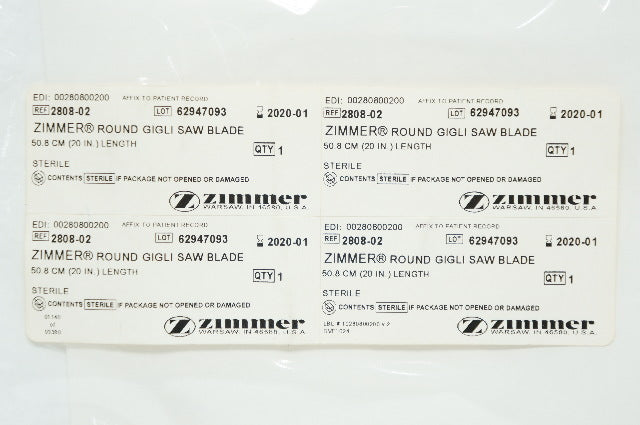 EDI: 00280800200 AFFIX TO PATIENT RECORD
REF 2808-02 LOT 62947093 2020-01
ZIMMER® ROUND GIGLI SAW BLADE
50.8 CM (20 IN.) LENGTH
QTY 1
STERILE
CONTENTS STERILE IF PACKAGE NOT OPENED OR DAMAGED
zimmer
WARSAW, IN 46580, U.S.A.
EDI: 00280800200 AFFIX TO PATIENT RECORD
REF 2808-02 LOT 62947093 2020-01
ZIMMER® ROUND GIGLI SAW BLADE
50.8 CM (20 IN.) LENGTH
QTY 1
STERILE
CONTENTS STERILE IF PACKAGE NOT OPENED OR DAMAGED
zimmer
WARSAW, IN 46580, U.S.A.
EDI: 00280800200 AFFIX TO PATIENT RECORD
REF 2808-02 LOT 62947093 2020-01
ZIMMER® ROUND GIGLI SAW BLADE
50.8 CM (20 IN.) LENGTH
QTY 1
STERILE
CONTENTS STERILE IF PACKAGE NOT OPENED OR DAMAGED
zimmer
WARSAW, IN 46580, U.S.A.
EDI: 00280800200 AFFIX TO PATIENT RECORD
REF 2808-02 LOT 62947093 2020-01
ZIMMER® ROUND GIGLI SAW BLADE
50.8 CM (20 IN.) LENGTH
QTY 1
STERILE
CONTENTS STERILE IF PACKAGE NOT OPENED OR DAMAGED
LBL # 10280800200 v 2
zimmer
WARSAW, IN 46580, U.S.A.